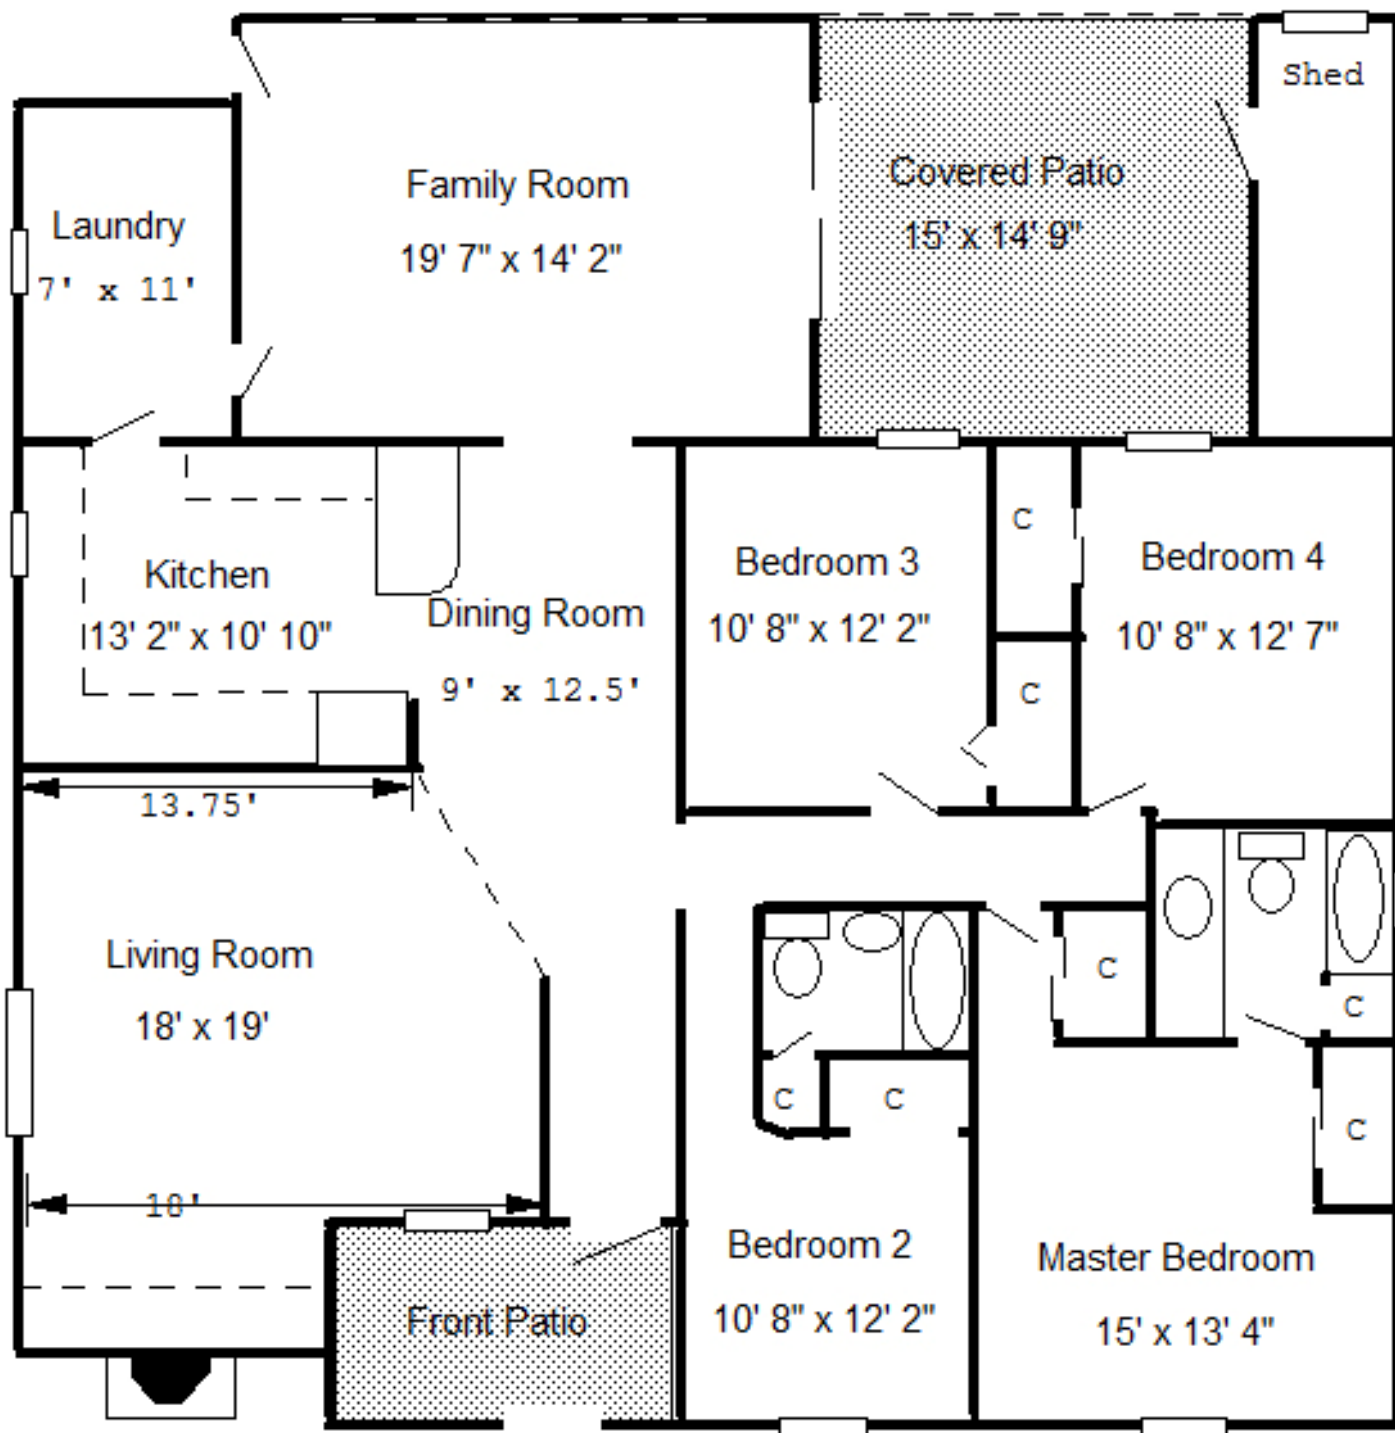 Shed
Family Room
19' 7" x 14' 2"
Covered Patio
15' x 14' 9"
Laundry
7' x 11'
Kitchen
13' 2" x 10' 10"
Dining Room
9' x 12.5'
Bedroom 3
10' 8" x 12' 2"
C
C
Bedroom 4
10' 8" x 12' 7"
13.75'
Living Room
18' x 19'
18'
C
C
C
C
C
Bedroom 2
10' 8" x 12' 2"
Master Bedroom
15' x 13' 4"
Front Patio